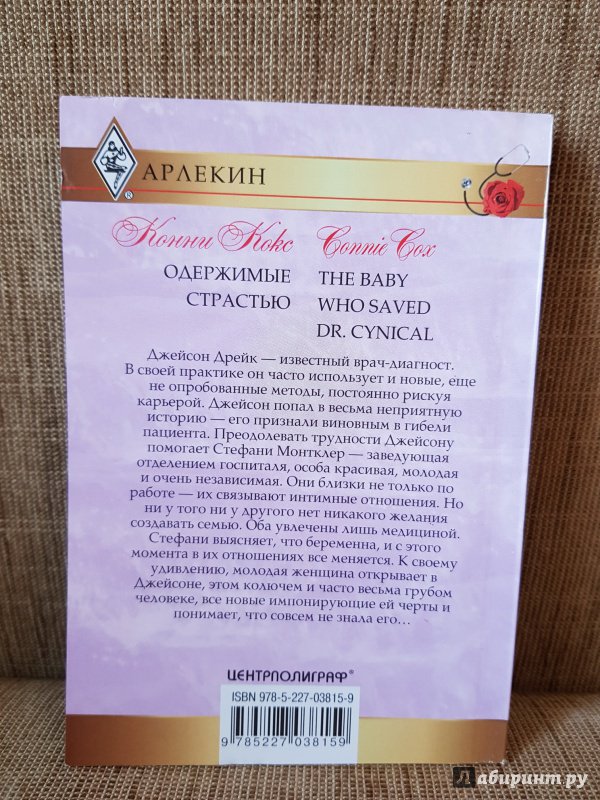 АРЛЕКИН
®
Конни Кокс Connie Cox
ОДЕРЖИМЫЕ THE BABY
СТРАСТЬЮ WHO SAVED
DR. CYNICAL
Джейсон Дрейк — известный врач-диагност.
В своей практике он часто использует и новые, еще
не опробованные методы, постоянно рискуя
карьерой. Джейсон попал в весьма неприятную
историю — его признали виновным в гибели
пациента. Преодолевать трудности Джейсону
помогает Стефани Монтклер — заведующая
отделением госпиталя, особа красивая, молодая
и очень независимая. Они близки не только по
работе — их связывают интимные отношения. Но
ни у того ни у другого нет никакого желания
создавать семью. Оба увлечены лишь медициной.
Стефани выясняет, что беременна, и с этого
момента в их отношениях все меняется. К своему
удивлению, молодая женщина открывает в
Джейсоне, этом колючем и часто весьма грубом
человеке, все новые импонирующие ей черты и
понимает, что совсем не знала его...
ЦЕНТРПОЛИГРАФ®
ISBN 978-5-227-03815-9
9 785227 038159
Лабиринт.ру